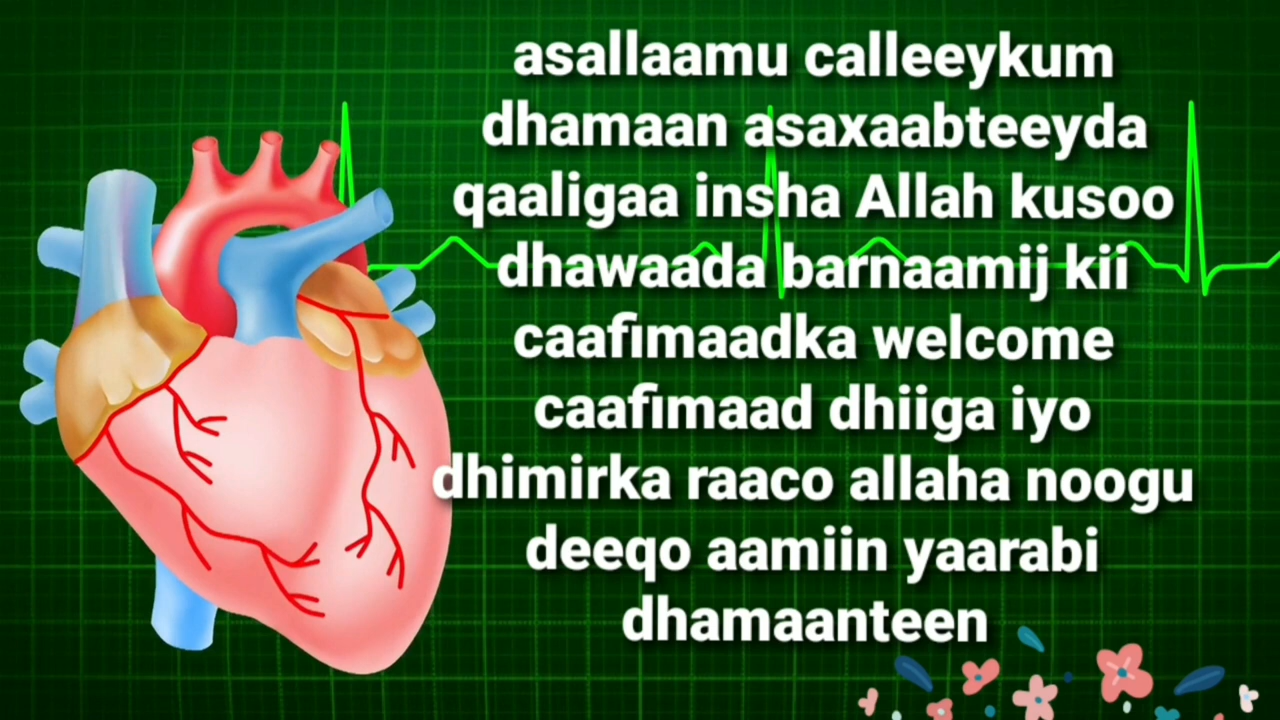 asallaamu calleeykum
dhamaan asaxaabteeyda
qaaligaa insha Allah kusoo
dhawaada barnaamij kii
caafimaadka welcome
caafimaad dhiiga iyo
dhimirka raaco allaha noogu
deeqo aamiin yaarabi
dhamaanteen